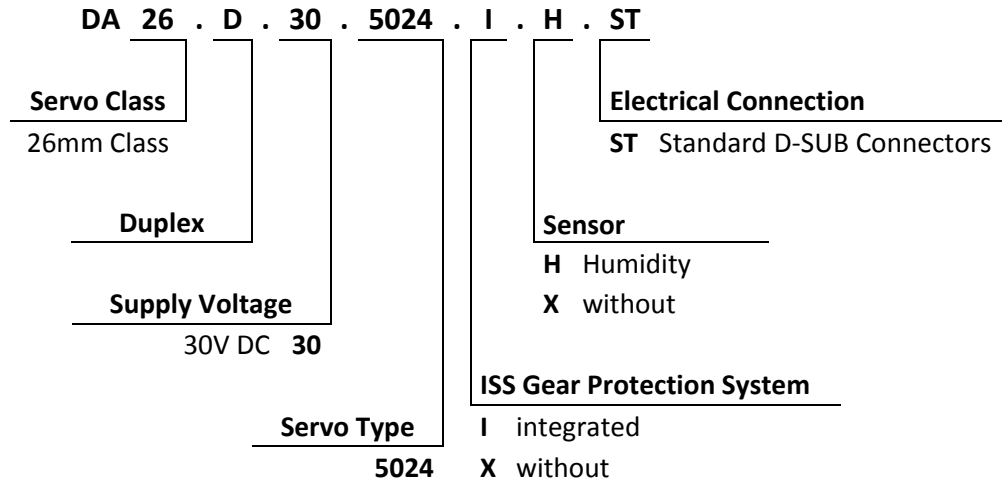 DA 26 . D . 30 . 5024 . I . H . ST
Servo Class
26mm Class
Electrical Connection
ST Standard D-SUB Connectors
Duplex
Sensor
H Humidity
X without
Supply Voltage
30V DC 30
ISS Gear Protection System
I integrated
X without
Servo Type
5024